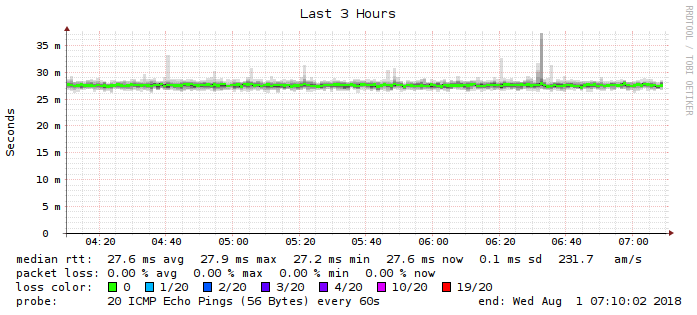 Last 3 Hours
RRDTOOL / TOBI OETIKER
Seconds
35 m
30 m
25 m
20 m
15 m
10 m
5 m
0
04:20 04:40 05:00 05:20 05:40 06:00 06:20 06:40 07:00
median rtt: 27.6 ms avg 27.9 ms max 27.2 ms min 27.6 ms now 0.1 ms sd 231.7 am/s
packet loss: 0.00 % avg 0.00 % max 0.00 % min 0.00 % now
loss color: 0 1/20 2/20 3/20 4/20 10/20 19/20
probe: 20 ICMP Echo Pings (56 Bytes) every 60s end: Wed Aug 1 07:10:02 2018